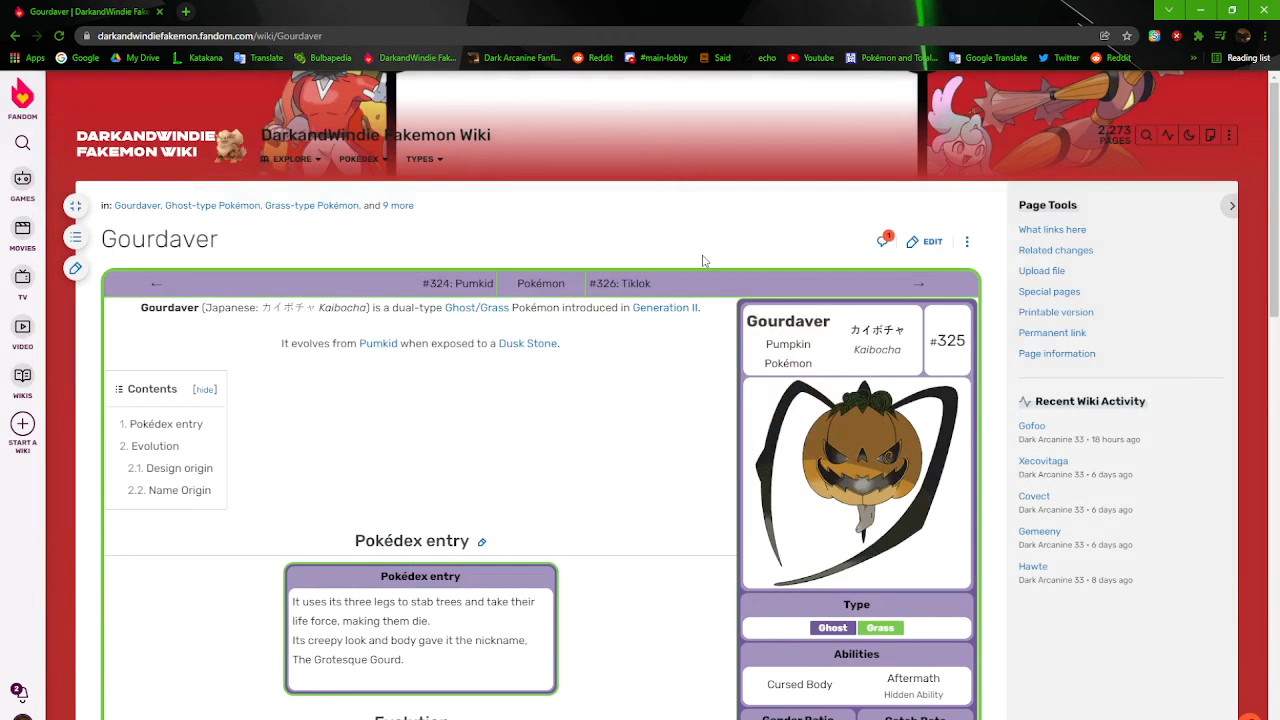 Gourdaver | DarkandWindie Fake
darkandwindiefakemon.fandom.com/wiki/Gourdaver
Apps Google My Drive Katakana Translate Bulbapedia DarkandWindie Fak... Dark Arcanine Fanfi... Reddit #main-lobby Said echo Youtube Pokémon and Total... Google Translate Twitter Reddit » Reading list
FANDOM
GAMES
MOVIES
TV
VIDEO
WIKIS
START A
WIKI
2
DARKANDWINDIE
FAKEMON WIKI
DarkandWindie Fakemon Wiki
EXPLORE POKEDEX TYPES
2,273
PAGES
in: Gourdaver, Ghost-type Pokémon, Grass-type Pokémon, and 9 more
Gourdaver
1 EDIT
← #324: Pumkid Pokémon #326: Tiklok →
Gourdaver (Japanese: カイボチャ Kaibocha) is a dual-type Ghost/Grass Pokémon introduced in Generation II.
It evolves from Pumkid when exposed to a Dusk Stone.
Contents [hide]
1. Pokédex entry
2. Evolution
2.1. Design origin
2.2. Name Origin
Pokédex entry
Pokédex entry
It uses its three legs to stab trees and take their
life force, making them die.
Its creepy look and body gave it the nickname,
The Grotesque Gourd.
Evolution
Gourdaver
Pumpkin
Pokémon
カイボチャ
Kaibocha
#325
Type
Ghost Grass
Abilities
Cursed Body
Aftermath
Hidden Ability
Gender Ratio Catch Rate
Page Tools
What links here
Related changes
Upload file
Special pages
Printable version
Permanent link
Page information
Recent Wiki Activity
Gofoo
Dark Arcanine 33 • 18 hours ago
Xecovitaga
Dark Arcanine 33 • 6 days ago
Covect
Dark Arcanine 33 • 6 days ago
Gemeeny
Dark Arcanine 33 • 6 days ago
Hawte
Dark Arcanine 33 • 8 days ago